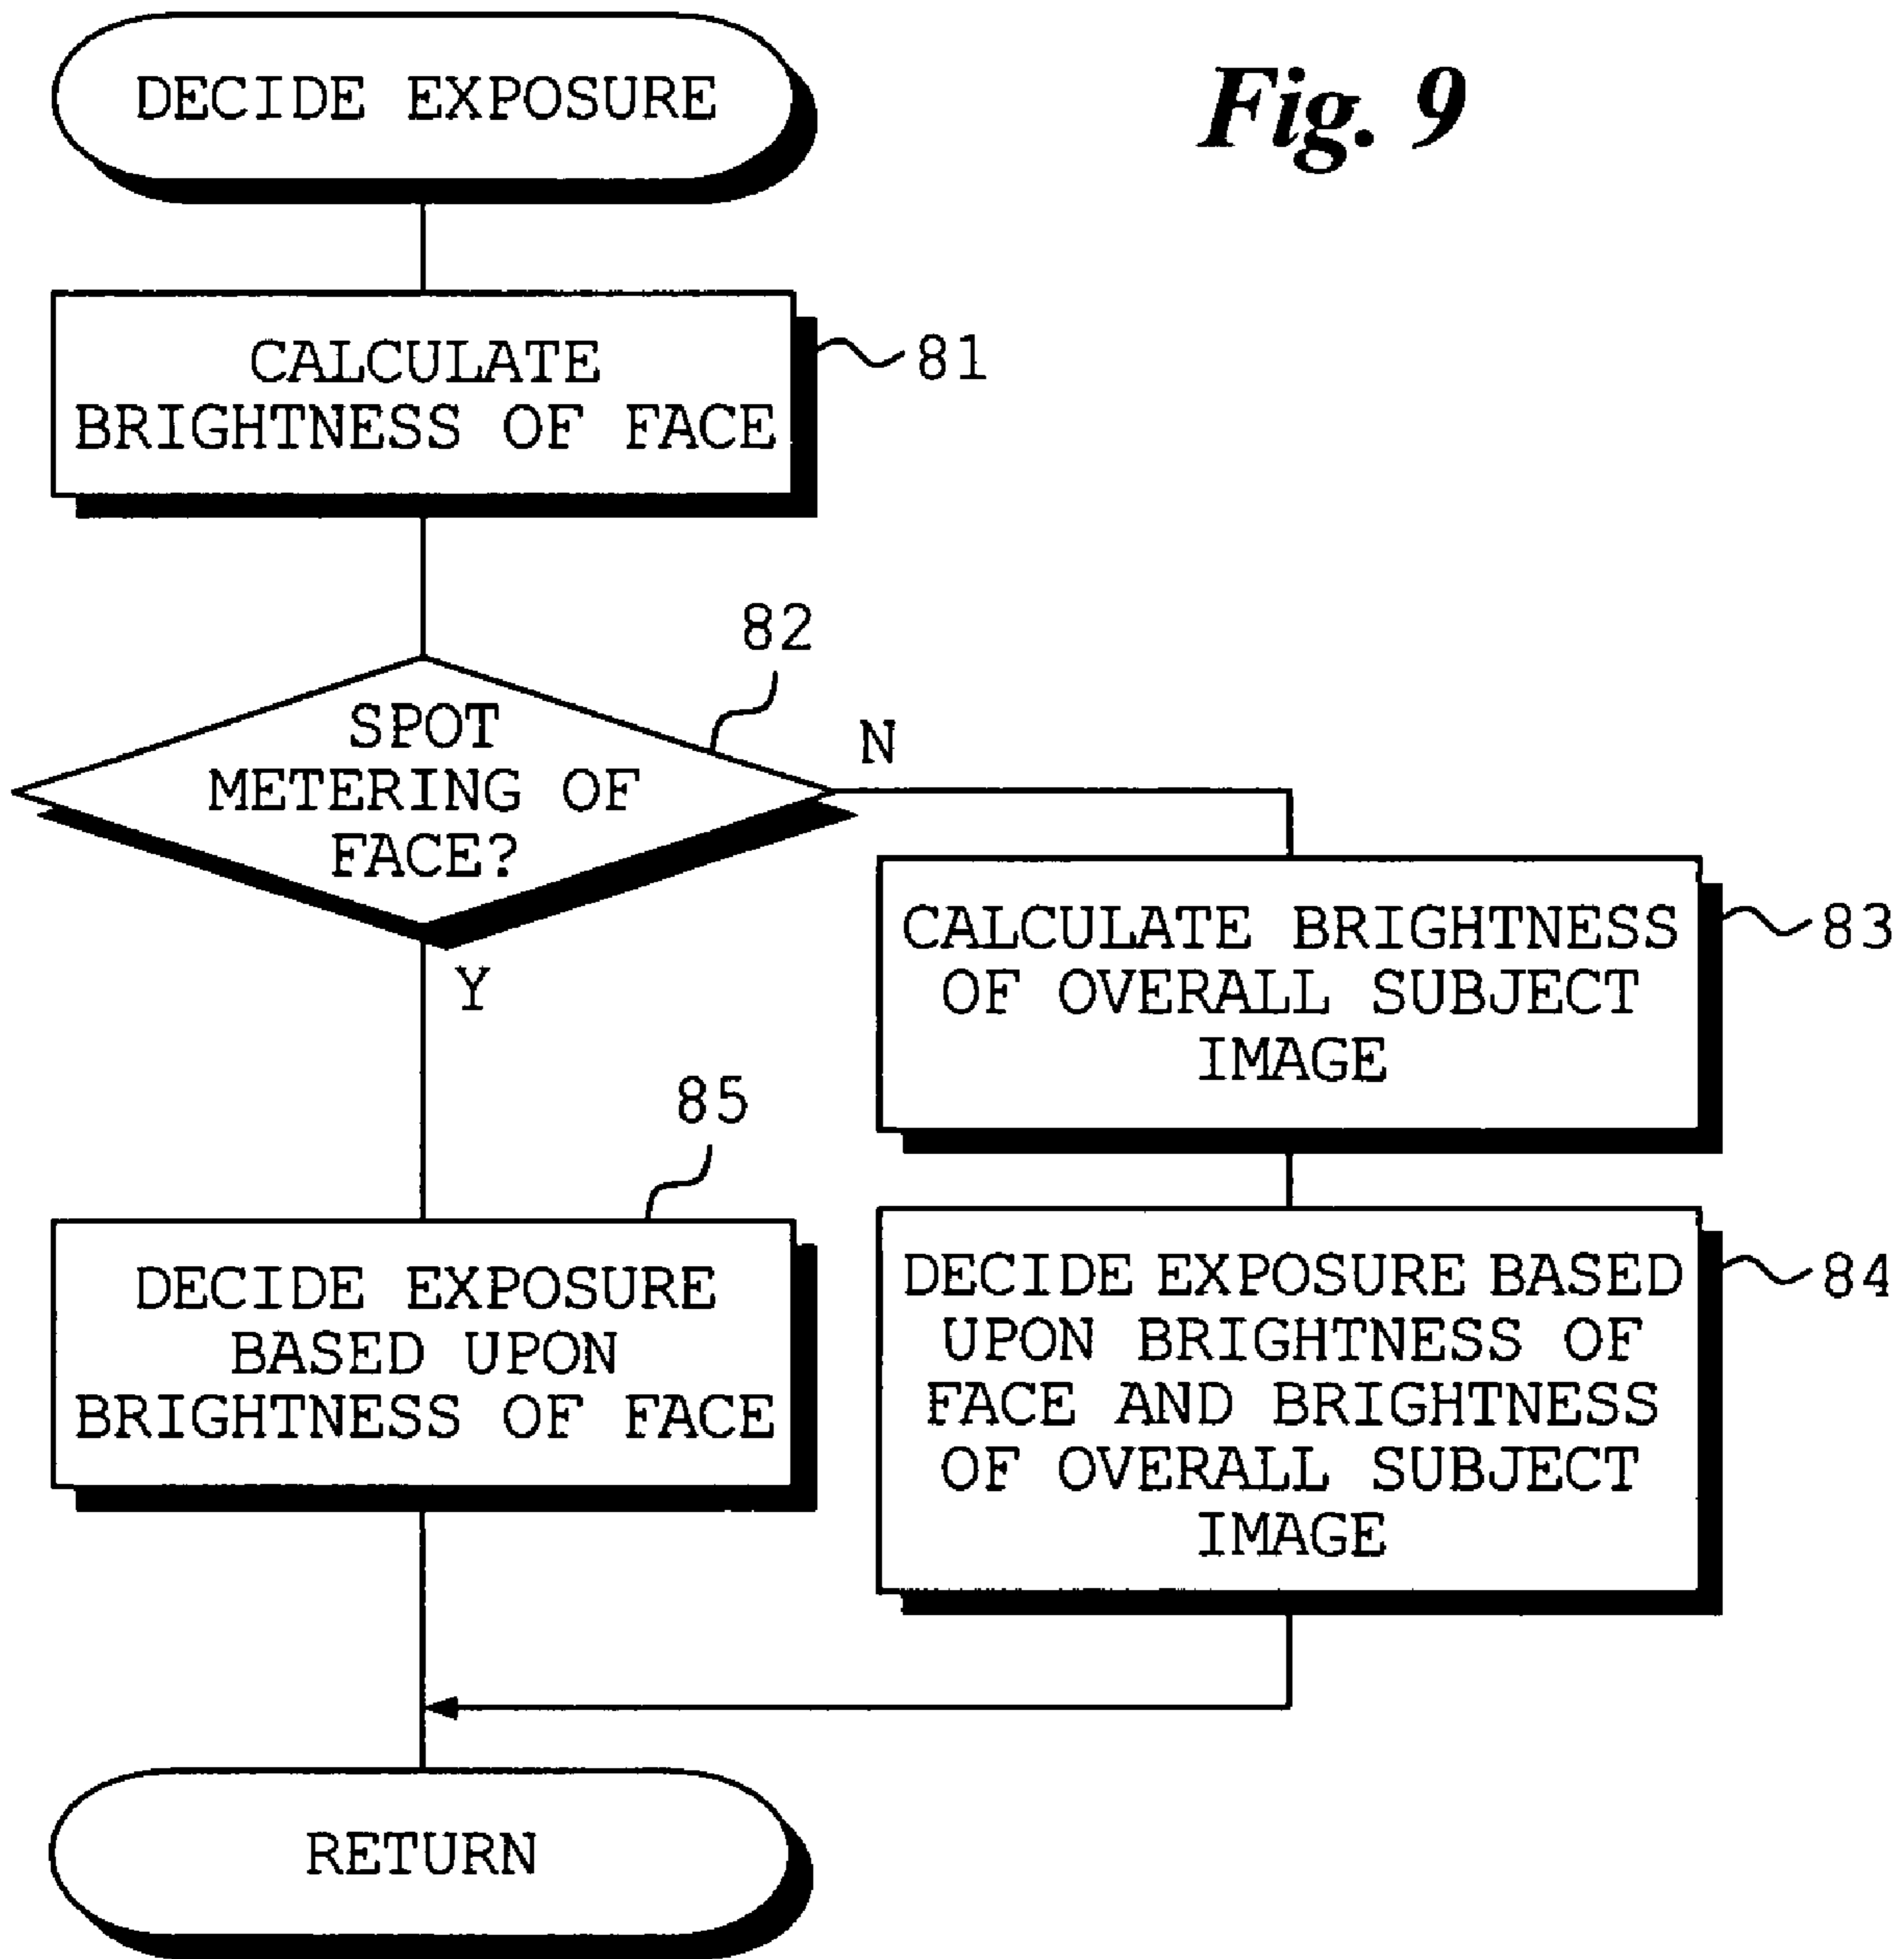 DECIDE EXPOSURE
Fig. 9
CALCULATE
BRIGHTNESS OF FACE
81
82
SPOT
METERING OF
FACE?
N
Y
CALCULATE BRIGHTNESS
OF OVERALL SUBJECT
IMAGE
83
85
DECIDE EXPOSURE
BASED UPON
BRIGHTNESS OF FACE
DECIDE EXPOSURE BASED
UPON BRIGHTNESS OF
FACE AND BRIGHTNESS
OF OVERALL SUBJECT
IMAGE
84
RETURN